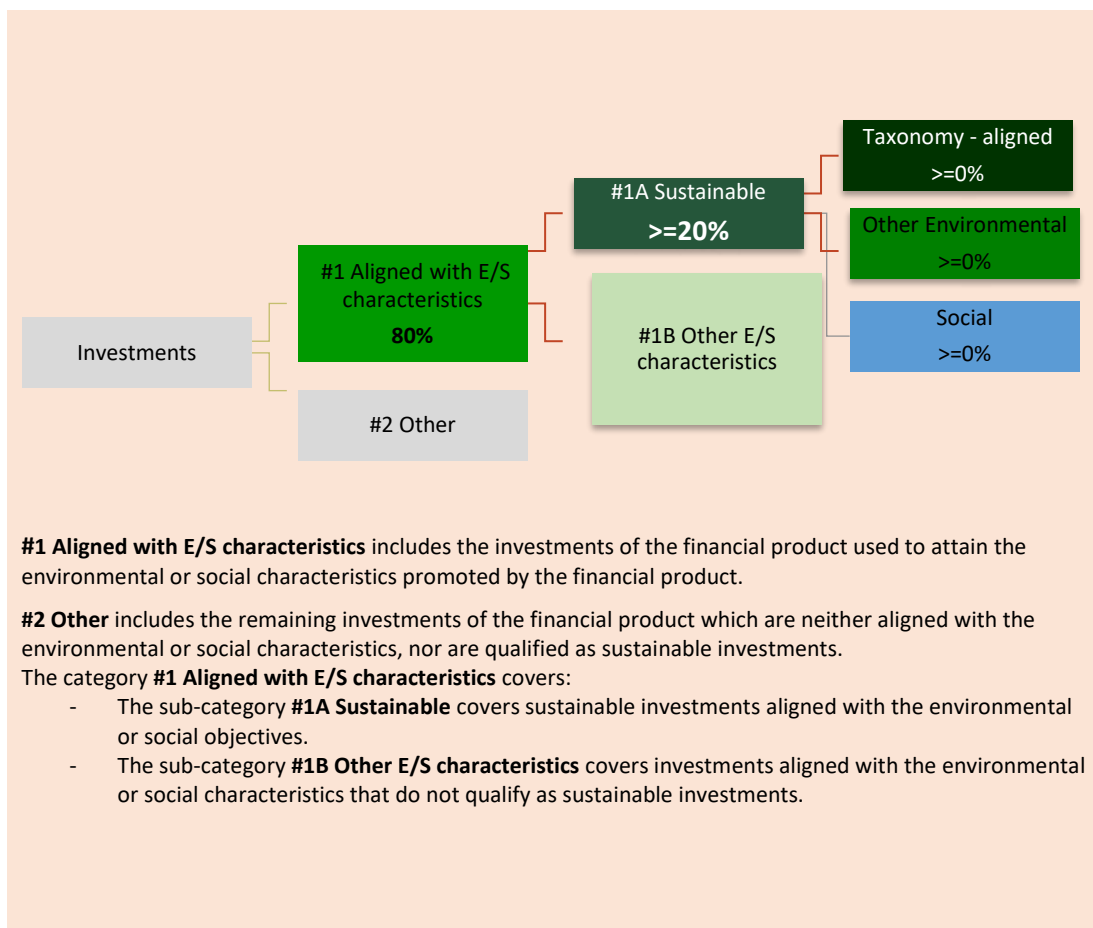 Taxonomy - aligned
>=0%
#1A Sustainable
>=20%
Other Environmental
>=0%
#1 Aligned with E/S
characteristics
80%
Social
>=0%
#1B Other E/S
characteristics
Investments
#2 Other
#1 Aligned with E/S characteristics includes the investments of the financial product used to attain the
environmental or social characteristics promoted by the financial product.
#2 Other includes the remaining investments of the financial product which are neither aligned with the
environmental or social characteristics, nor are qualified as sustainable investments.
The category #1 Aligned with E/S characteristics covers:
- The sub-category #1A Sustainable covers sustainable investments aligned with the environmental
or social objectives.
- The sub-category #1B Other E/S characteristics covers investments aligned with the environmental
or social characteristics that do not qualify as sustainable investments.